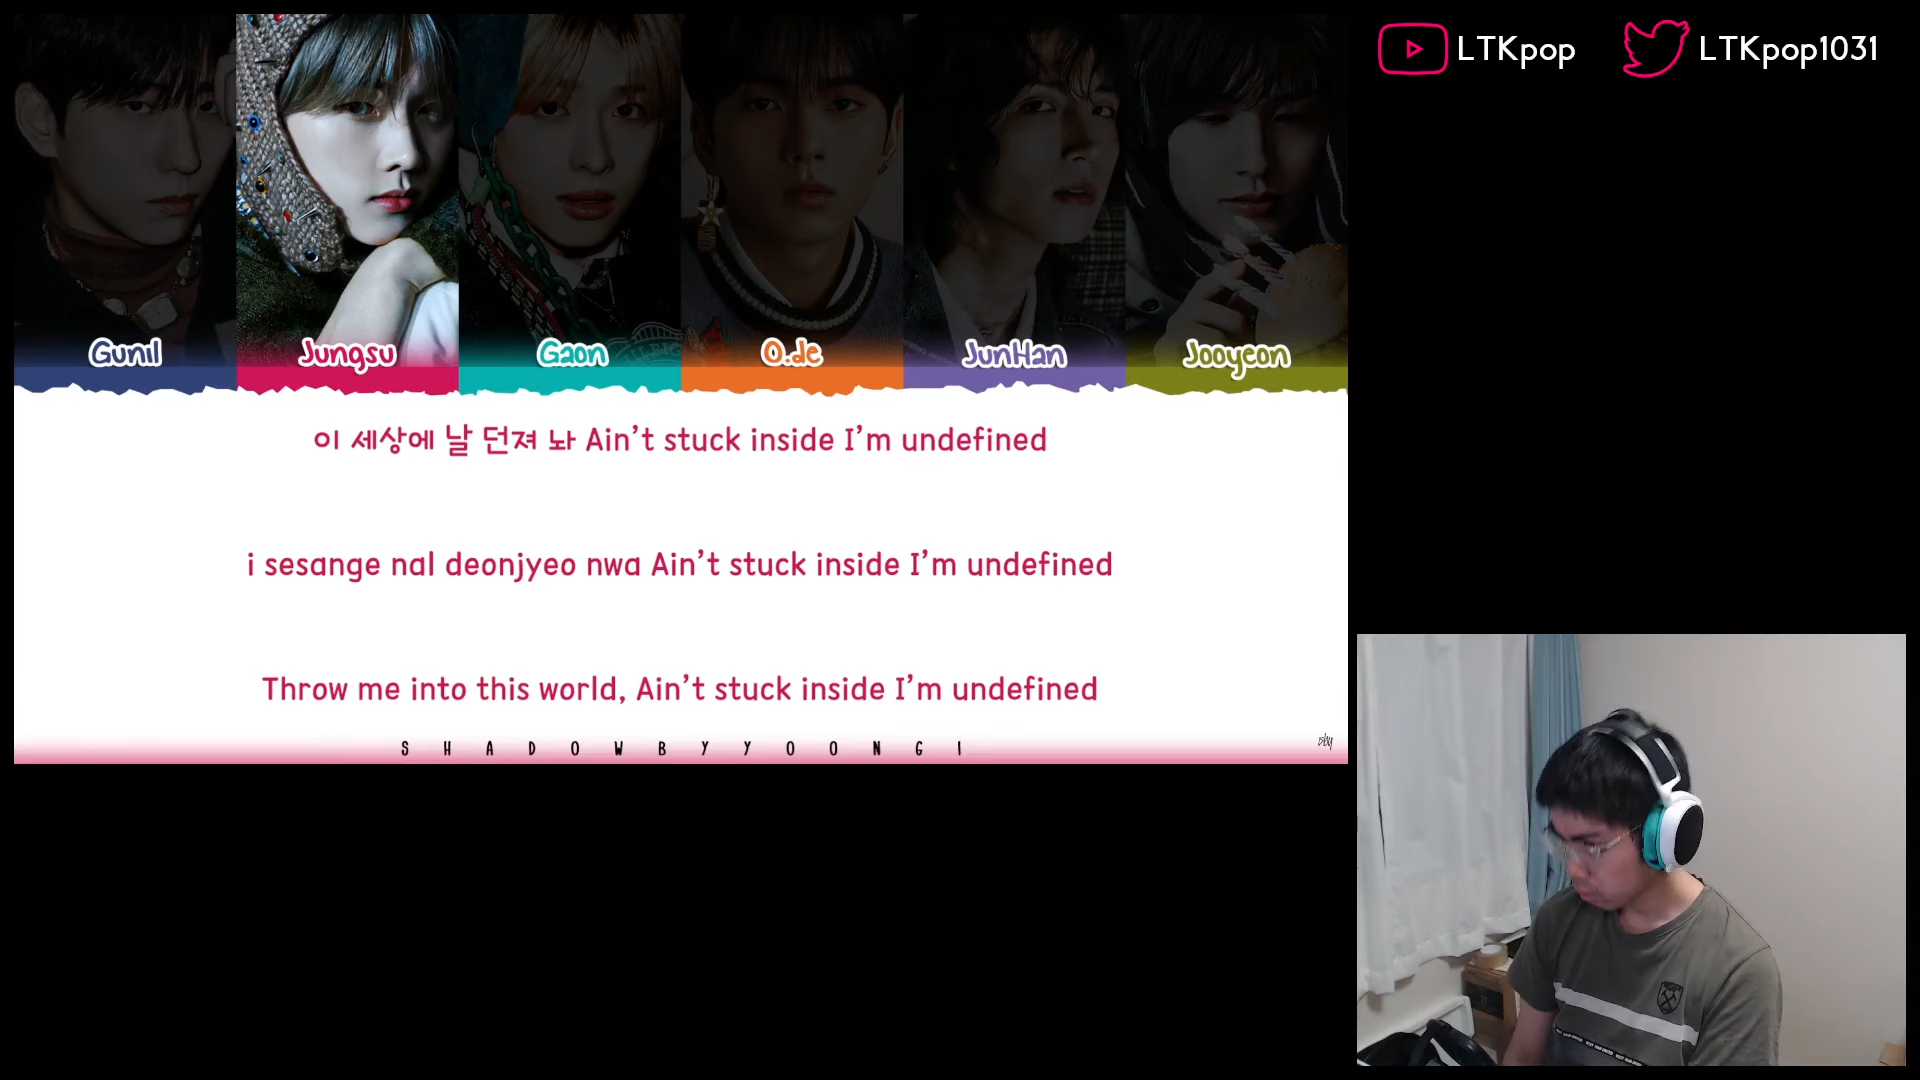 LTKpop LTKpop1031
Gunil Jungsu Gaon O.de JunHan Jooyeon
이 세상에 날 던져 놔 Ain't stuck inside I'm undefined
i sesange nal deonjyeo nwa Ain't stuck inside I'm undefined
Throw me into this world, Ain't stuck inside I'm undefined
S H A D O W B Y Y O O N G I
sby